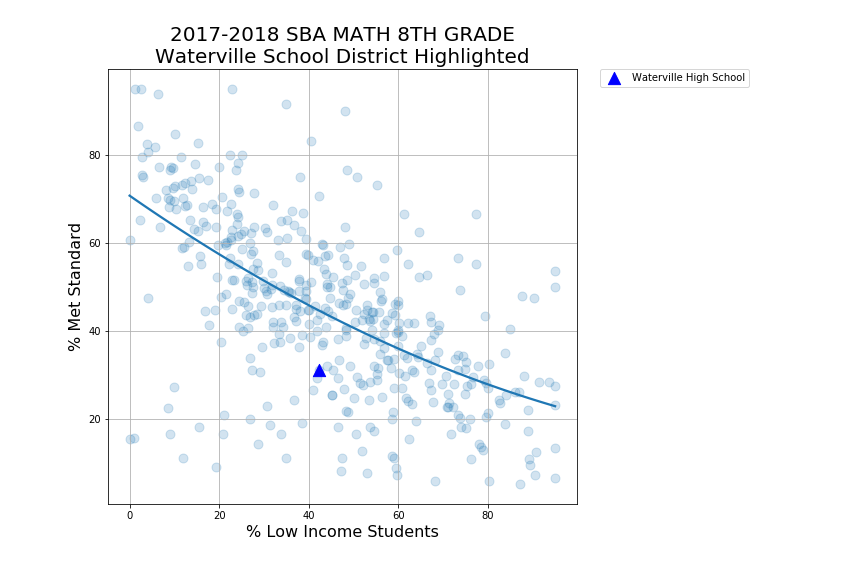 2017-2018 SBA MATH 8TH GRADE
Waterville School District Highlighted
Waterville High School
% Met Standard
80
60
40
20
0
20
40
60
80
% Low Income Students